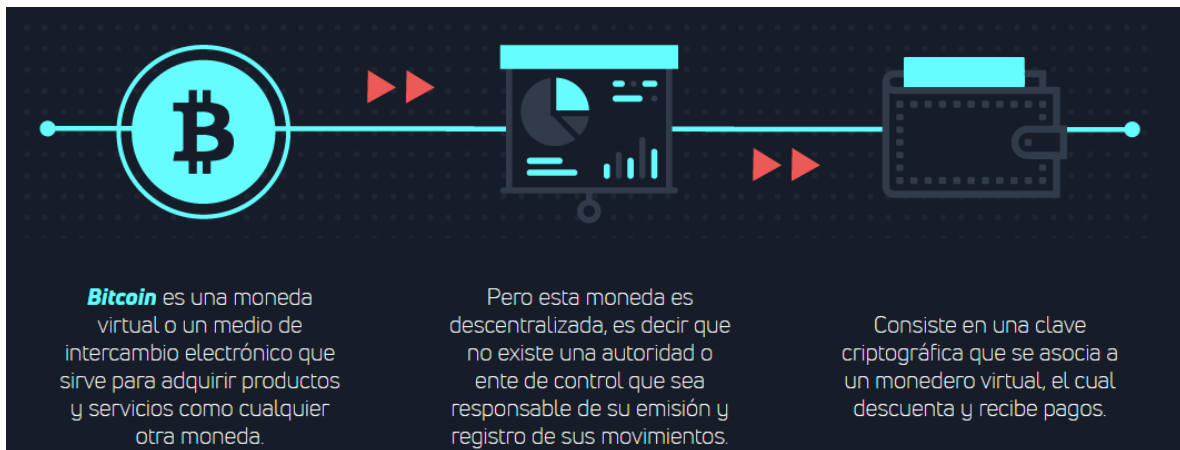 Bitcoin es una moneda
virtual o un medio de
intercambio electrónico que
sirve para adquirir productos
y servicios como cualquier
otra moneda.
Pero esta moneda es
descentralizada, es decir que
no existe una autoridad o
ente de control que sea
responsable de su emisión y
registro de sus movimientos.
Consiste en una clave
criptográfica que se asocia a
un monedero virtual, el cual
descuenta y recibe pagos.